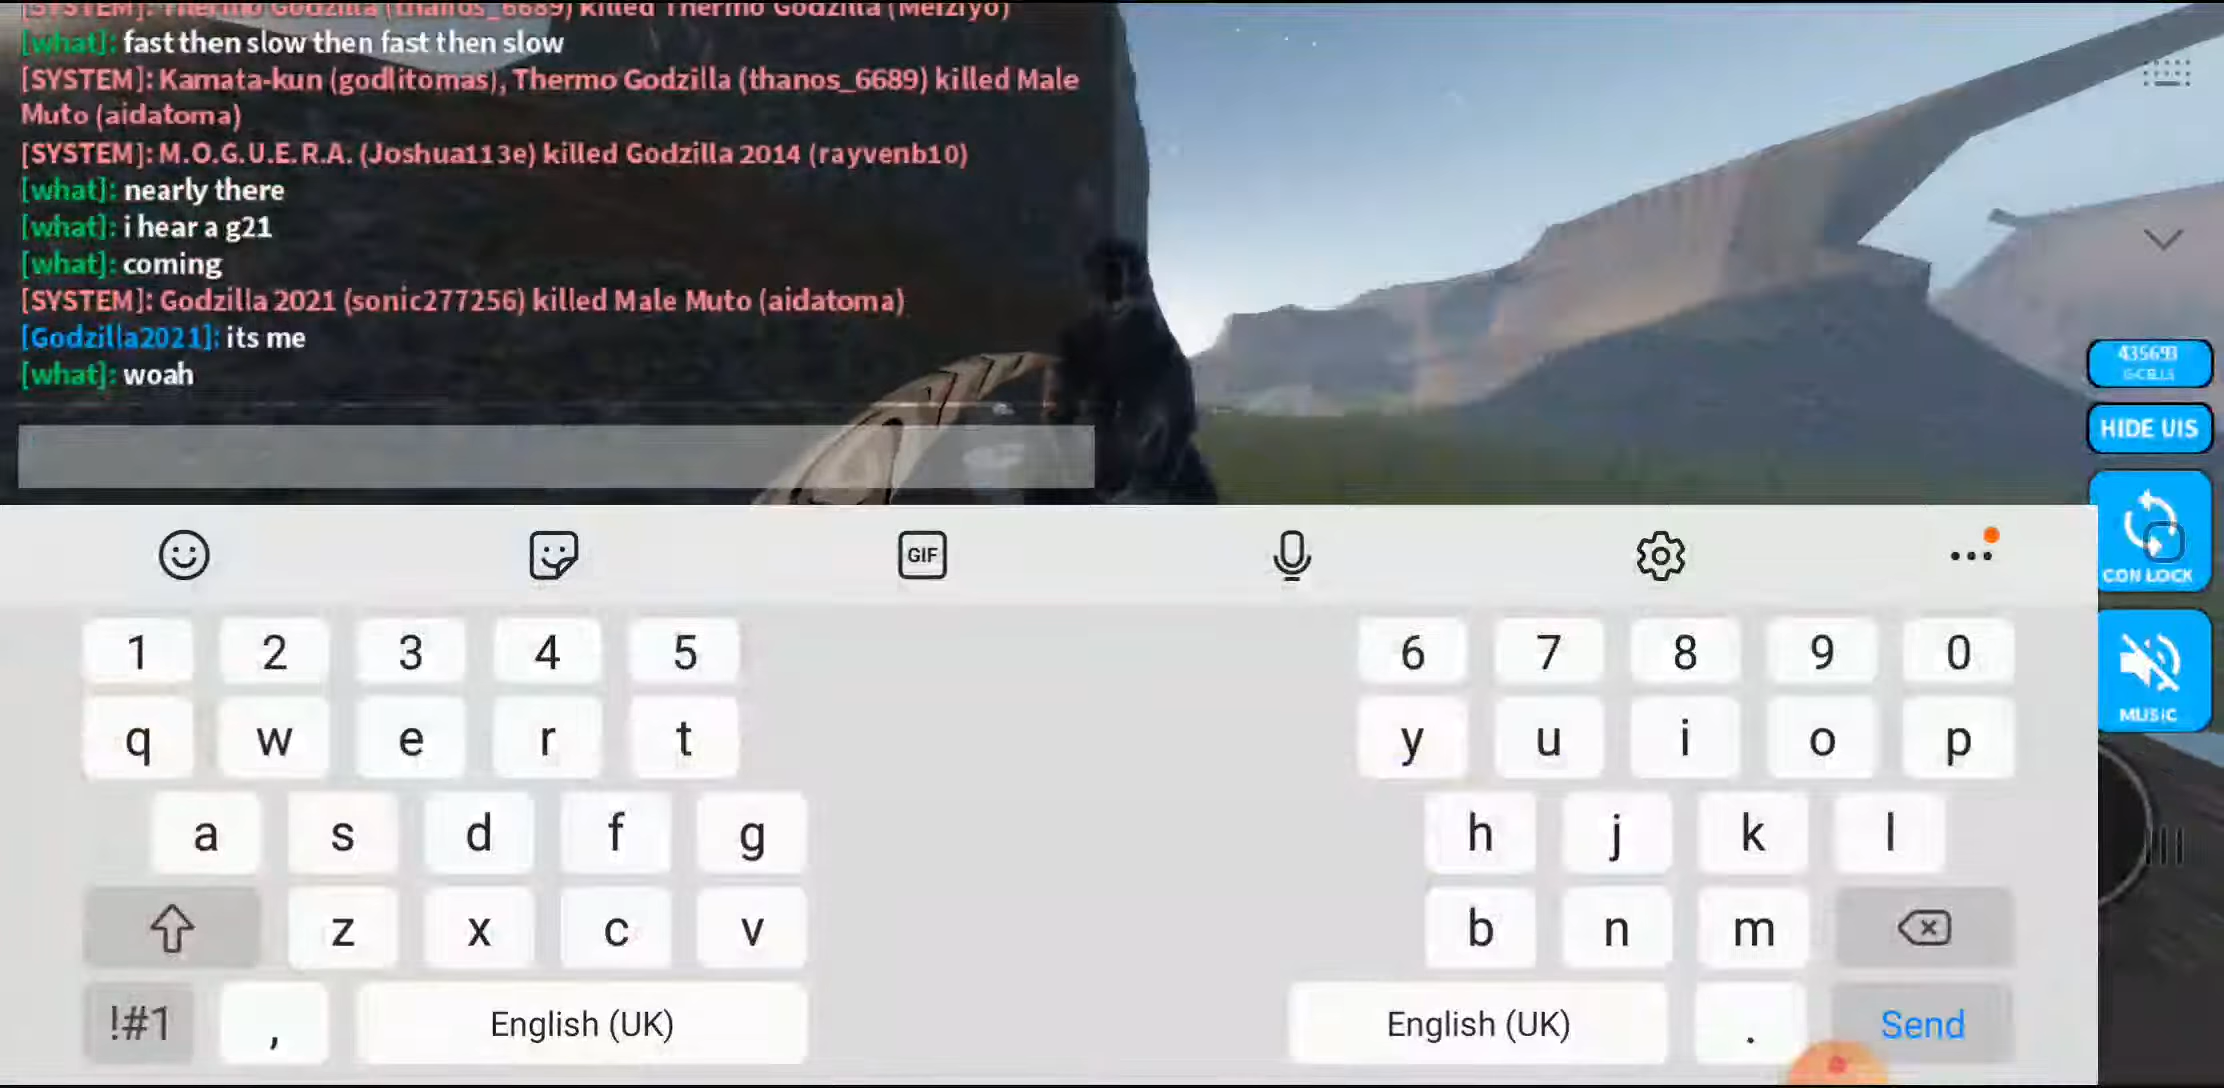 [SYSTEM]: Thermo Godzilla (thanos_6689) killed Thermo Godzilla (Meiziyo)
[what]: fast then slow then fast then slow
[SYSTEM]: Kamata-kun (godlitomas), Thermo Godzilla (thanos_6689) killed Male
Muto (aidatoma)
[SYSTEM]: M.O.G.U.E.R.A. (Joshua113e) killed Godzilla 2014 (rayvenb10)
[what]: nearly there
[what]: i hear a g21
[what]: coming
[SYSTEM]: Godzilla 2021 (sonic277256) killed Male Muto (aidatoma)
[Godzilla2021]: its me
[what]: woah
435693
G-CELLS
HIDE UIS
CON LOCK
MUSIC
GIF
1 2 3 4 5 6 7 8 9 0
q w e r t y u i o p
a s d f g h j k l
z x c v b n m
!#1 , English (UK) English (UK) . Send